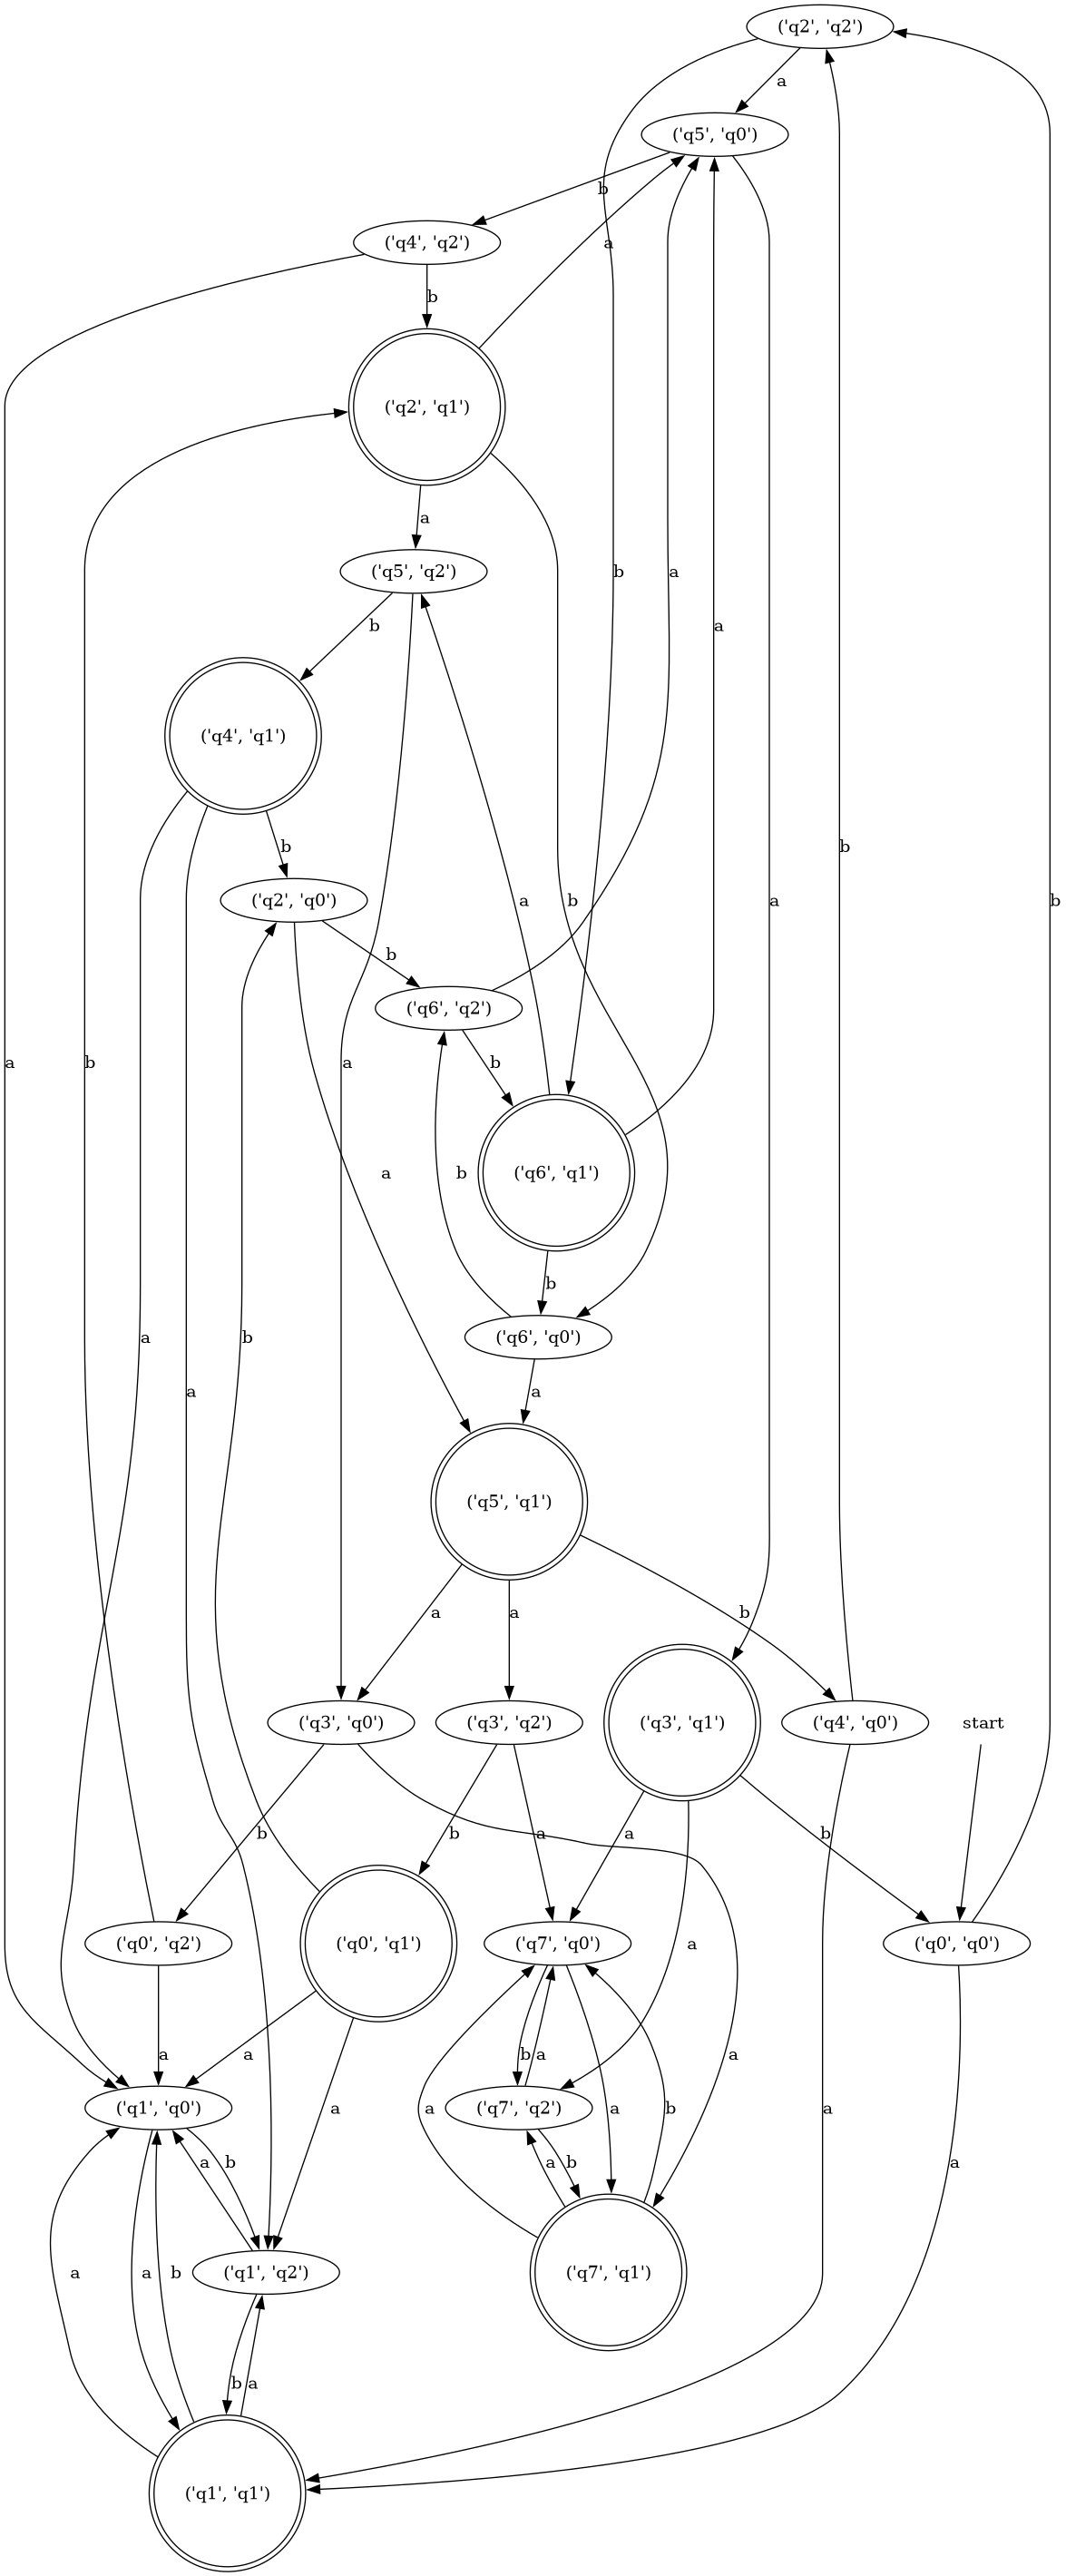 ('q2', 'q2')
a
('q5', 'q0')
b
('q4', 'q2')
a
b
('q2', 'q1')
a
('q5', 'q2')
b
a
b
a
('q4', 'q1')
b
a
b
('q2', 'q0')
b
a
b
a
('q6', 'q2')
b
a
b
a
b
('q6', 'q1')
a
b
b
('q6', 'q0')
a
b
a
a
('q5', 'q1')
a
a
b
('q3', 'q0')
('q3', 'q2')
('q3', 'q1')
('q4', 'q0')
start
b
b
a
a
b
('q0', 'q2')
('q0', 'q1')
('q7', 'q0')
('q0', 'q0')
a
a
b
a
a
a
('q1', 'q0')
('q7', 'q2')
a
a
b
a
a
b
a
a
b
a
a
b
('q1', 'q2')
('q7', 'q1')
b
a
('q1', 'q1')